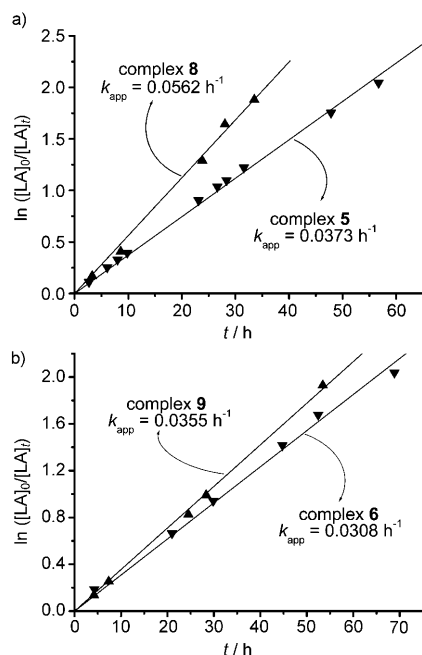 a)
2.5
2.0
1.5
1.0
0.5
0.0
ln ([LA]₀/[LA]ₜ)
complex 8
kapp = 0.0562 h⁻¹
complex 5
kapp = 0.0373 h⁻¹
0 10 20 30 40 50 60
t / h
b)
2.0
1.6
1.2
0.8
0.4
0.0
ln ([LA]₀/[LA]ₜ)
complex 9
kapp = 0.0355 h⁻¹
complex 6
kapp = 0.0308 h⁻¹
0 10 20 30 40 50 60 70
t / h